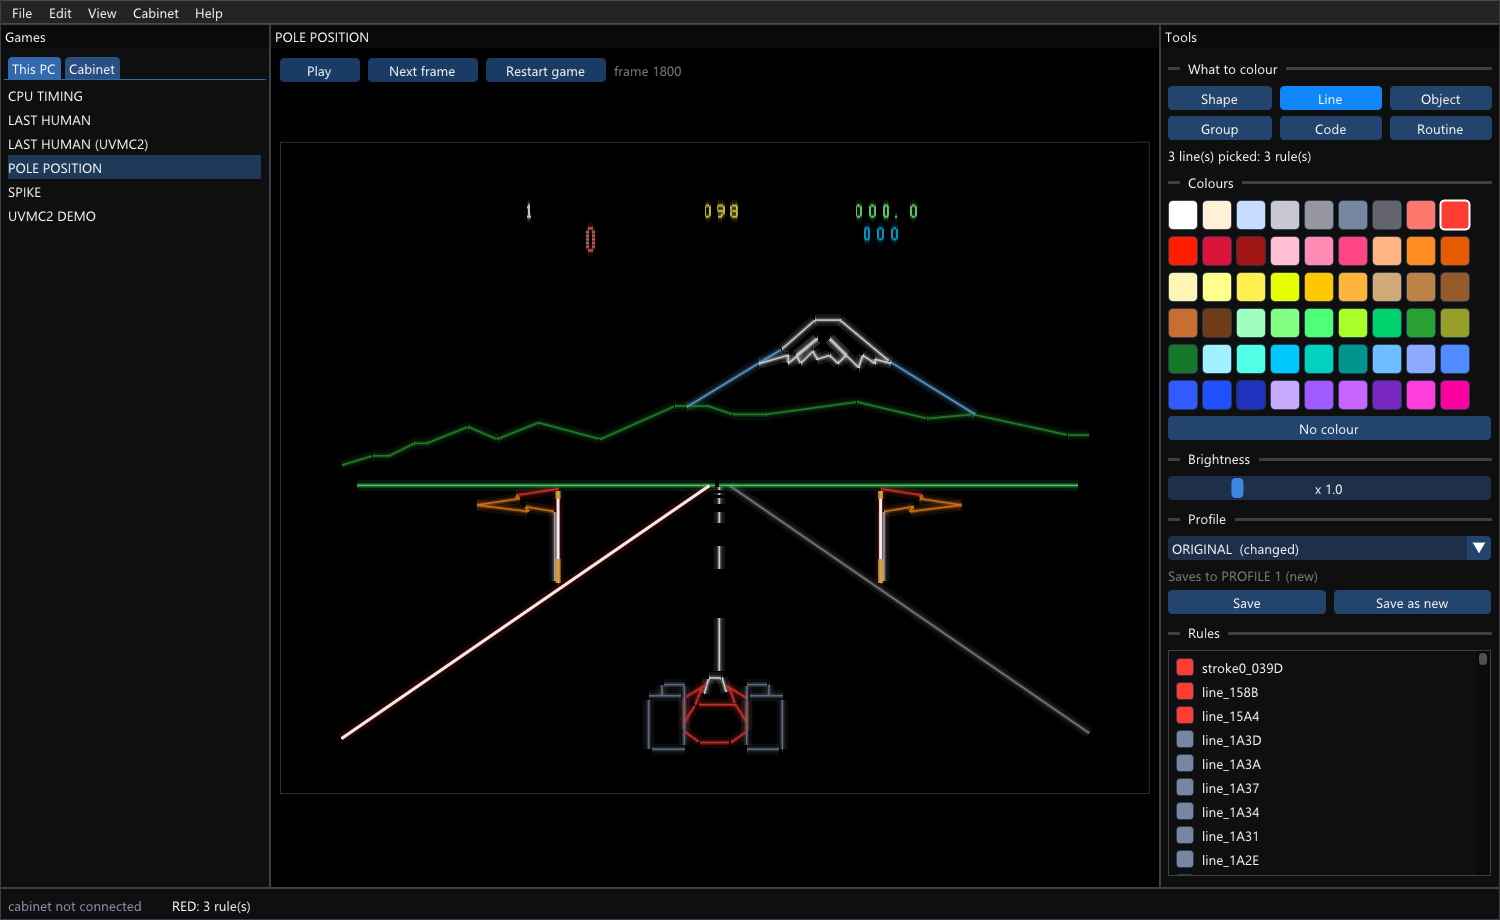 File Edit View Cabinet Help
Games
This PC Cabinet
CPU TIMING
LAST HUMAN
LAST HUMAN (UVMC2)
POLE POSITION
SPIKE
UVMC2 DEMO
POLE POSITION
Play Next frame Restart game frame 1800
1 098 000.0
0 000
Tools
What to colour
Shape Line Object
Group Code Routine
3 line(s) picked: 3 rule(s)
Colours
No colour
Brightness
x 1.0
Profile
ORIGINAL (changed)
Saves to PROFILE 1 (new)
Save Save as new
Rules
stroke0_039D
line_158B
line_15A4
line_1A3D
line_1A3A
line_1A37
line_1A34
line_1A31
line_1A2E
cabinet not connected RED: 3 rule(s)